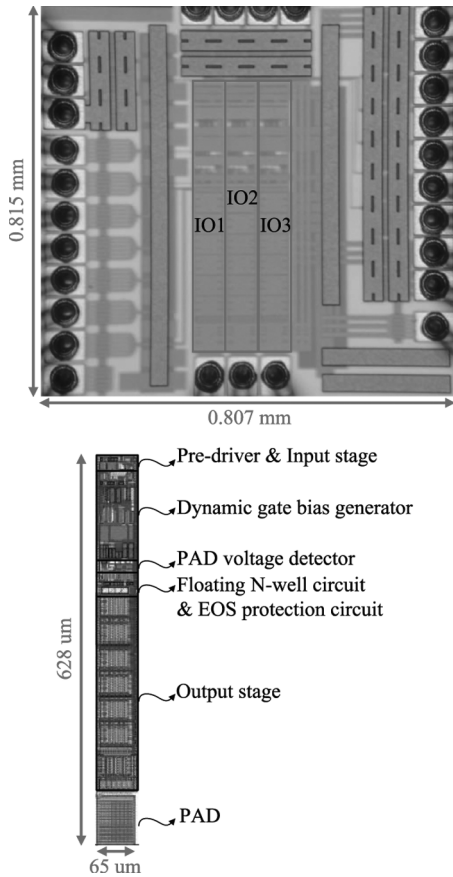 0.815 mm
IO1
IO2
IO3
0.807 mm
Pre-driver & Input stage
Dynamic gate bias generator
PAD voltage detector
Floating N-well circuit
& EOS protection circuit
628 um
Output stage
PAD
65 um